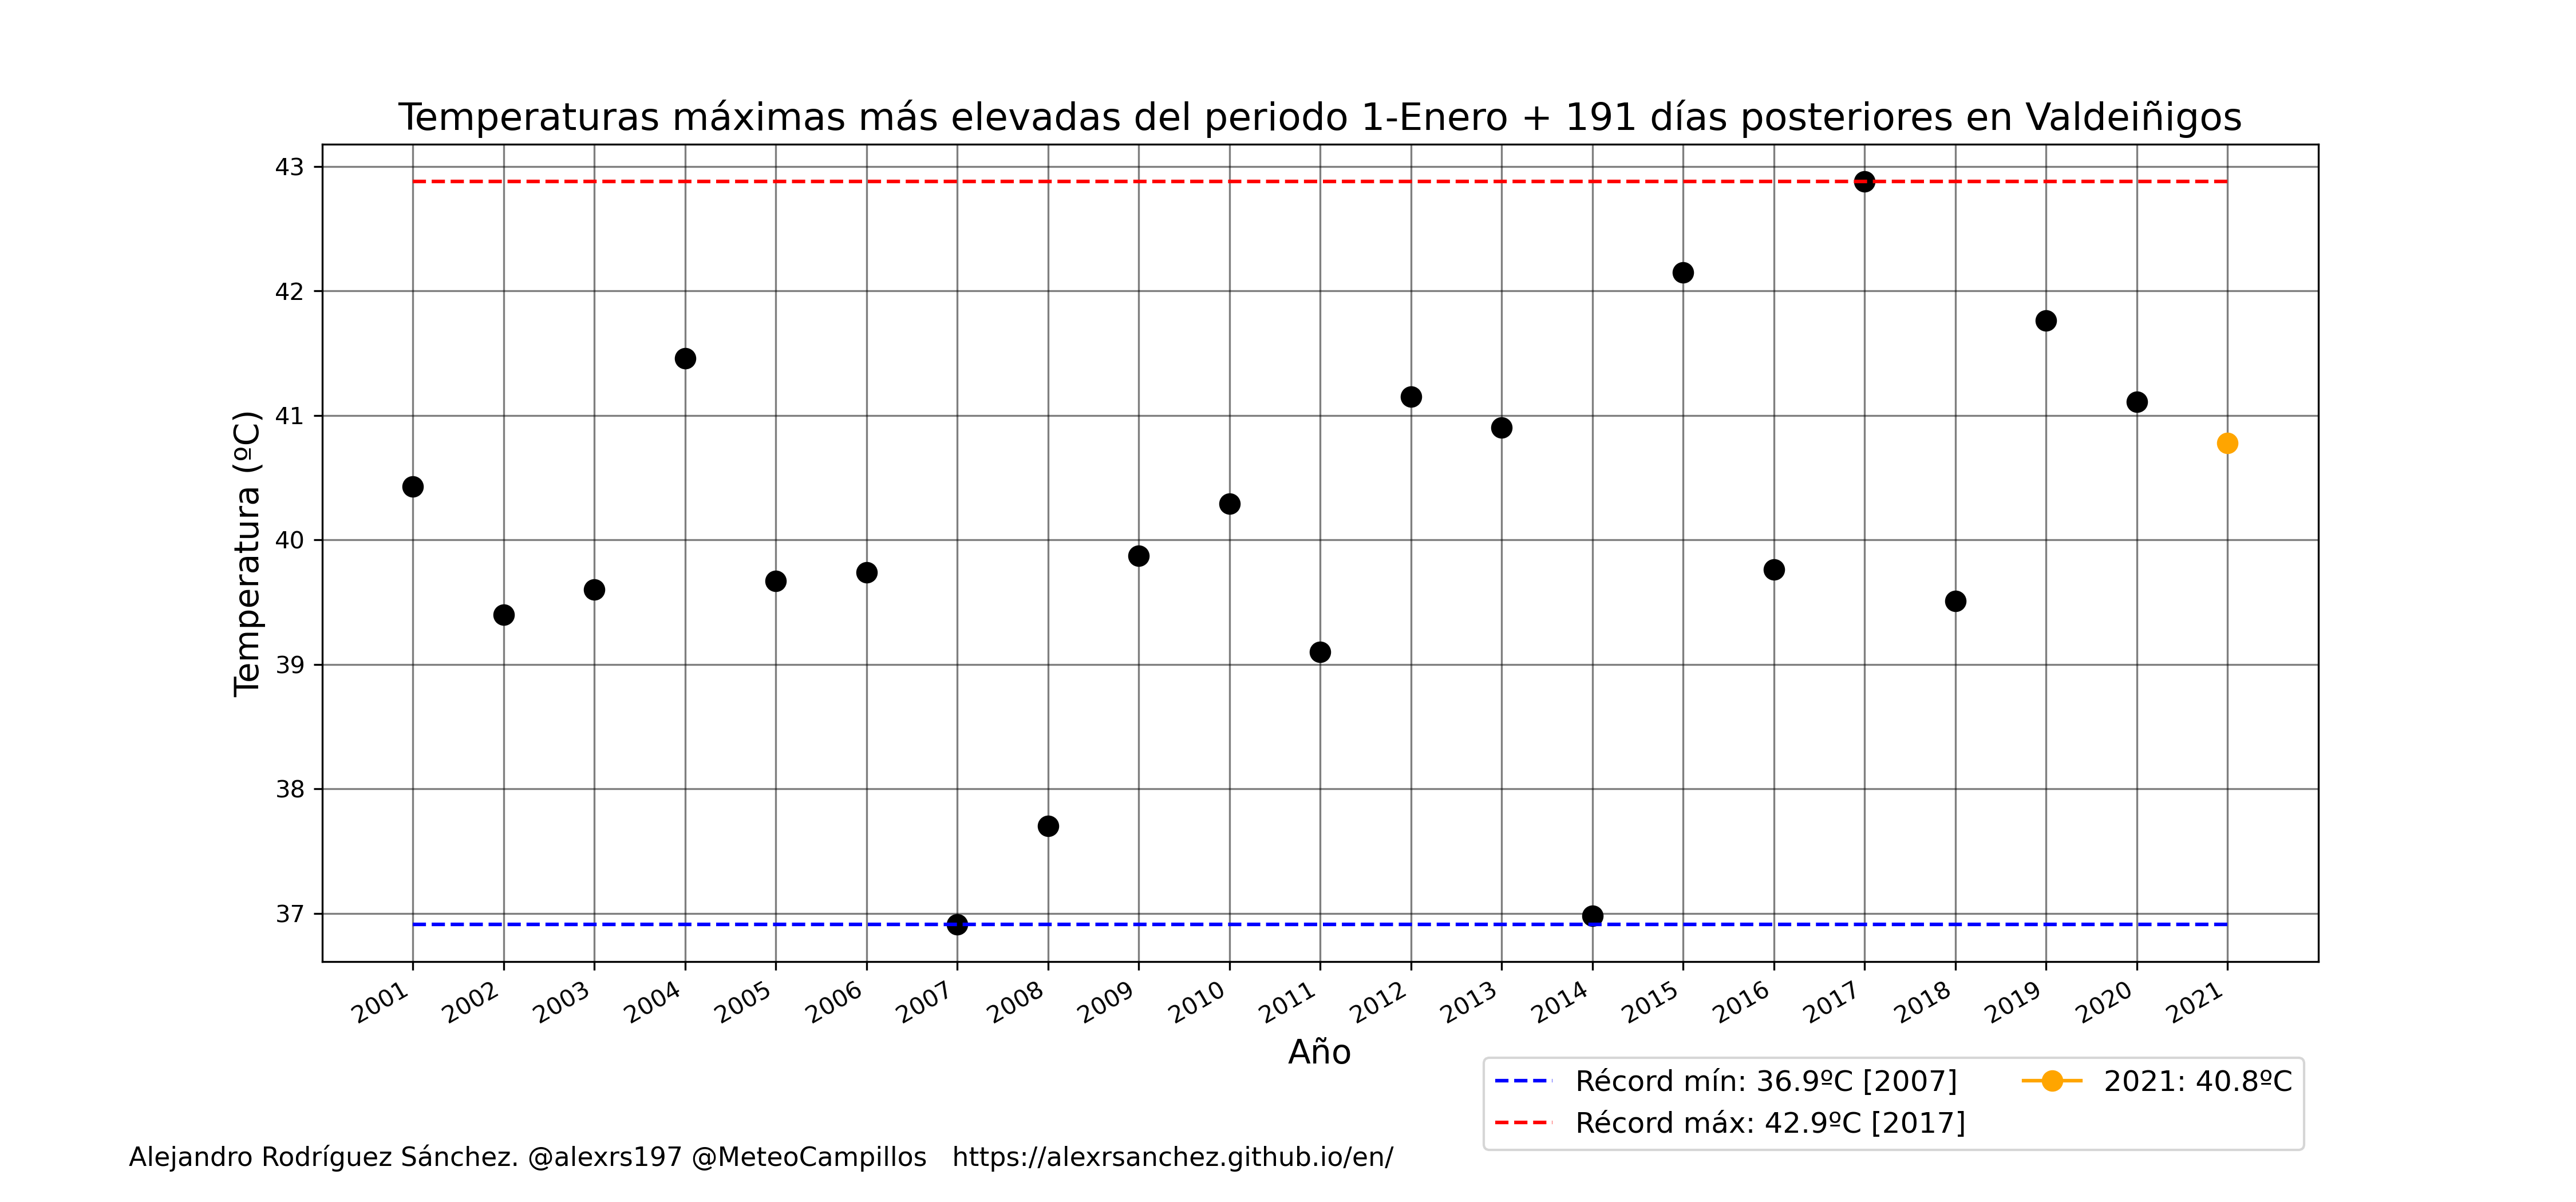 Temperaturas máximas más elevadas del periodo 1-Enero + 191 días posteriores en Valdeiñigos
Temperatura (ºC)
43
42
41
40
39
38
37
2001 2002 2003 2004 2005 2006 2007 2008 2009 2010 2011 2012 2013 2014 2015 2016 2017 2018 2019 2020 2021
Año
Récord mín: 36.9ºC [2007]
Récord máx: 42.9ºC [2017]
2021: 40.8ºC
Alejandro Rodríguez Sánchez. @alexrs197 @MeteoCampillos https://alexrsanchez.github.io/en/